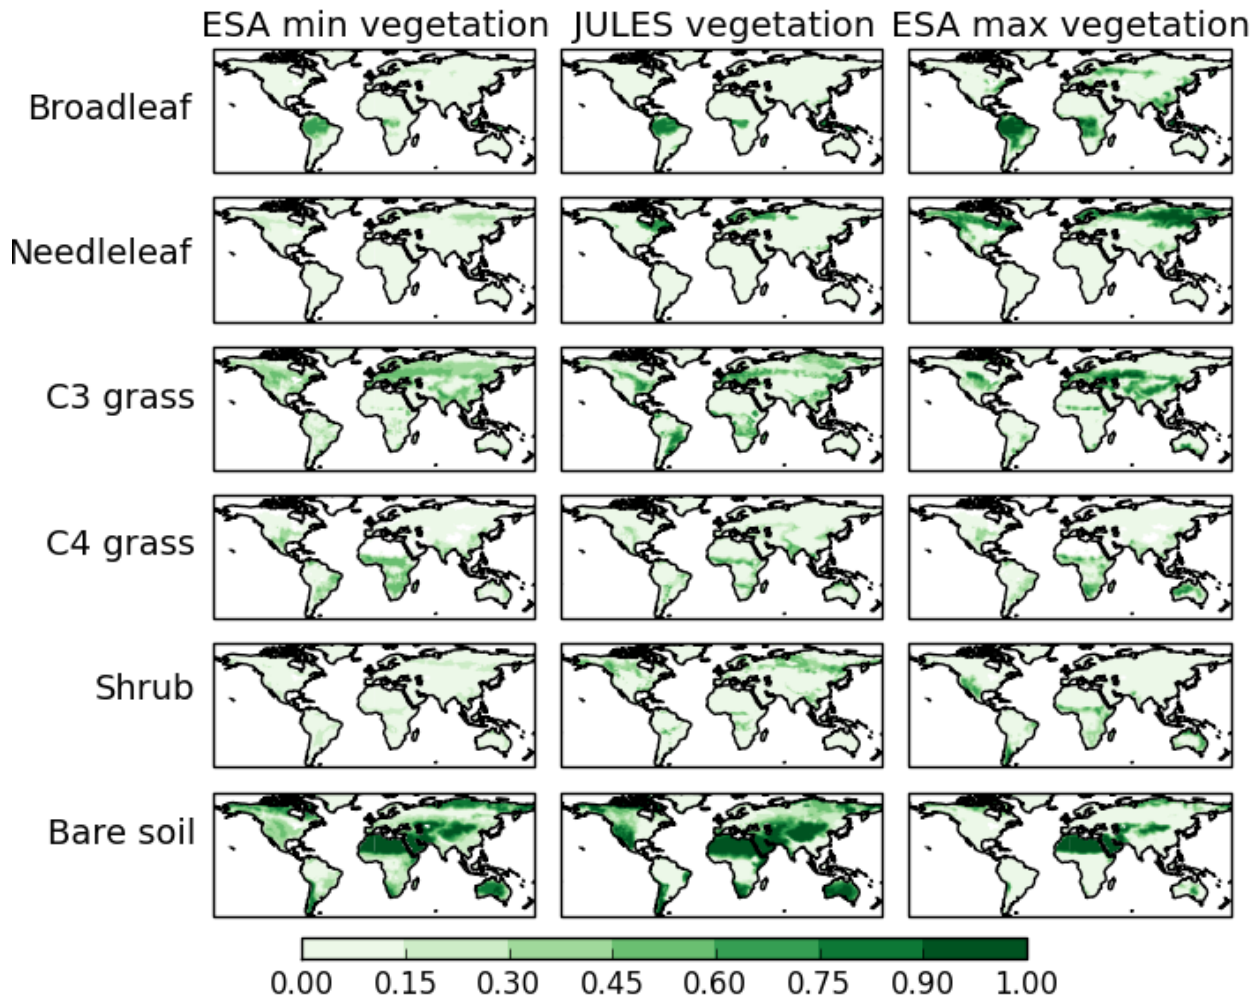 ESA min vegetation JULES vegetation ESA max vegetation
Broadleaf
Needleleaf
C3 grass
C4 grass
Shrub
Bare soil
0.00 0.15 0.30 0.45 0.60 0.75 0.90 1.00